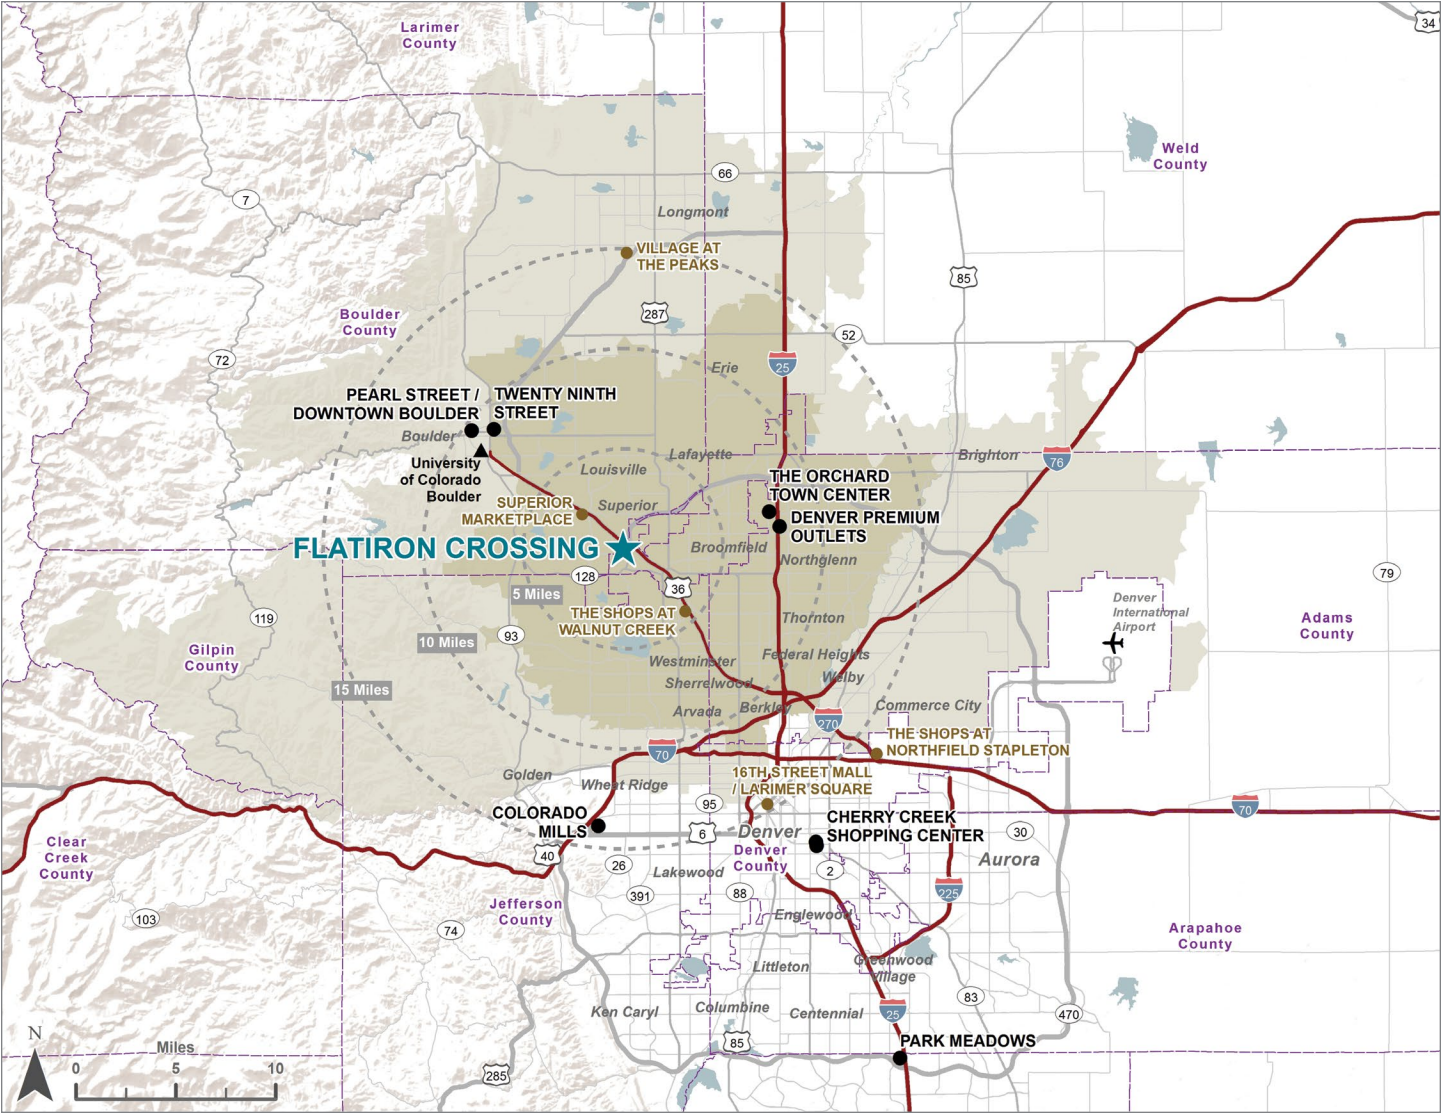 Larimer
County
34
Weld
County
66
7
Longmont
VILLAGE AT
THE PEAKS
85
287
Boulder
County
52
72
25
Erie
PEARL STREET /
DOWNTOWN BOULDER
TWENTY NINTH
STREET
Boulder
Lafayette
Brighton
76
University
of Colorado
Boulder
Louisville
THE ORCHARD
TOWN CENTER
SUPERIOR
MARKETPLACE
Superior
DENVER PREMIUM
OUTLETS
FLATIRON CROSSING
Broomfield
Northglenn
128
79
36
5 Miles
Denver
International
Airport
119
THE SHOPS AT
WALNUT CREEK
Thornton
Adams
County
93
10 Miles
Gilpin
County
Westminster
Federal Heights
Sherrelwood
Welby
15 Miles
Arvada
Berkley
Commerce City
270
THE SHOPS AT
NORTHFIELD STAPLETON
70
Golden
Wheat Ridge
16TH STREET MALL
/ LARIMER SQUARE
95
70
COLORADO
MILLS
CHERRY CREEK
SHOPPING CENTER
6
Denver
30
Clear
Creek
County
40
Denver
County
Aurora
26
Lakewood
2
391
88
225
Jefferson
County
Englewood
103
74
Arapahoe
County
Littleton
Greenwood
Village
83
Ken Caryl
Columbine
Centennial
25
470
N
Miles
85
PARK MEADOWS
0
5
10
285